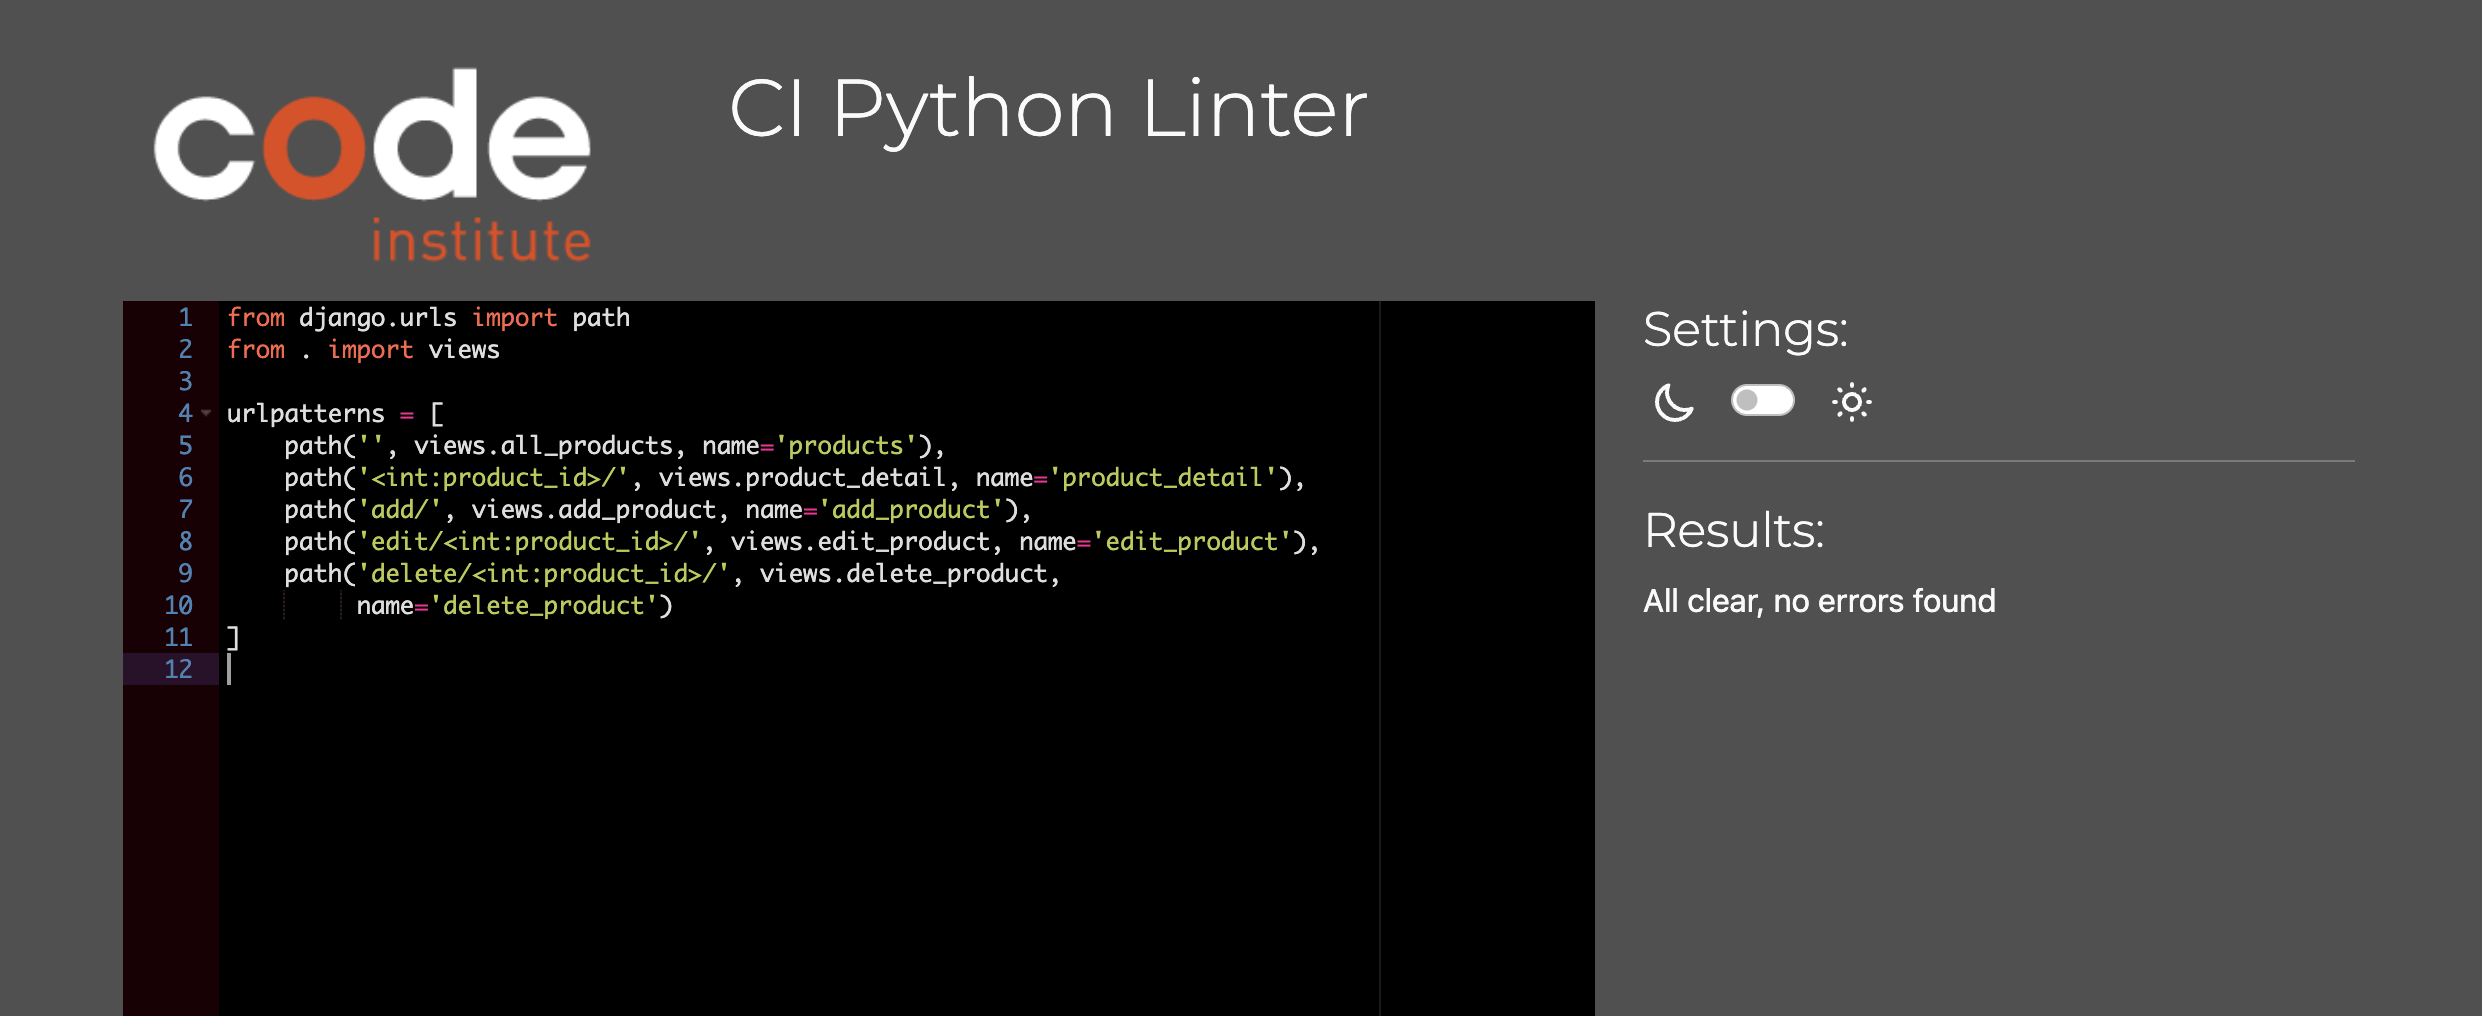 code
institute
CI Python Linter
1 from django.urls import path
2 from . import views
3
4 urlpatterns = [
5     path('', views.all_products, name='products'),
6     path('<int:product_id>/', views.product_detail, name='product_detail'),
7     path('add/', views.add_product, name='add_product'),
8     path('edit/<int:product_id>/', views.edit_product, name='edit_product'),
9     path('delete/<int:product_id>/', views.delete_product,
10          name='delete_product')
11 ]
12
Settings:
Results:
All clear, no errors found